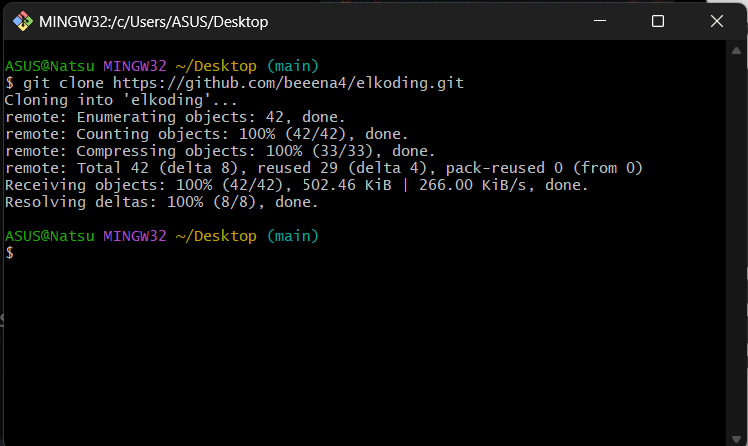 MINGW32:/c/Users/ASUS/Desktop
ASUS@Natsu MINGW32 ~/Desktop (main)
$ git clone https://github.com/beeena4/elkoding.git
Cloning into 'elkoding'...
remote: Enumerating objects: 42, done.
remote: Counting objects: 100% (42/42), done.
remote: Compressing objects: 100% (33/33), done.
remote: Total 42 (delta 8), reused 29 (delta 4), pack-reused 0 (from 0)
Receiving objects: 100% (42/42), 502.46 KiB | 266.00 KiB/s, done.
Resolving deltas: 100% (8/8), done.
ASUS@Natsu MINGW32 ~/Desktop (main)
$